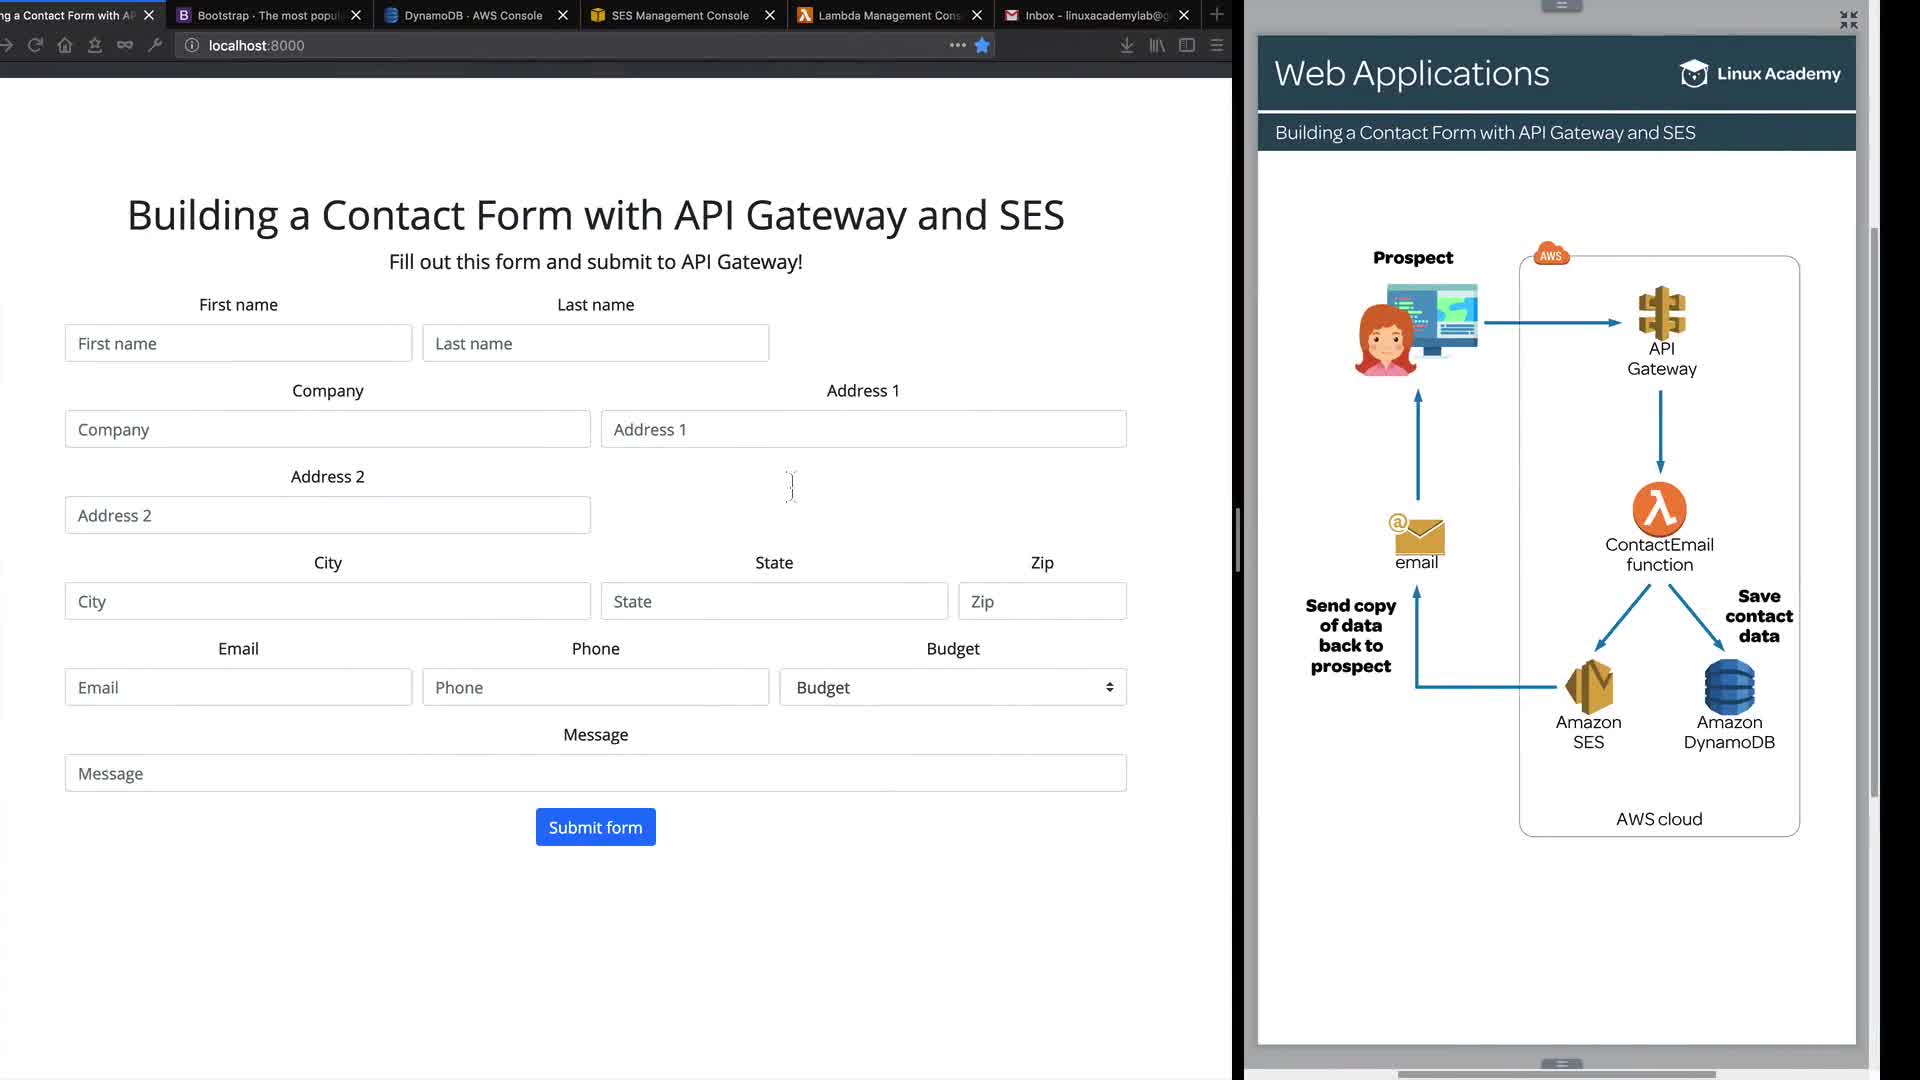 ng a Contact Form with AP
Bootstrap · The most popul
DynamoDB · AWS Console
SES Management Console
Lambda Management Cons
Inbox - linuxacademylab@g
localhost:8000
Building a Contact Form with API Gateway and SES
Fill out this form and submit to API Gateway!
First name
Last name
First name
Last name
Company
Address 1
Company
Address 1
Address 2
Address 2
City
State
Zip
City
State
Zip
Email
Phone
Budget
Email
Phone
Budget
Message
Message
Submit form
Web Applications
Linux Academy
Building a Contact Form with API Gateway and SES
Prospect
AWS
API
Gateway
ContactEmail
function
email
Send copy
of data
back to
prospect
Save
contact
data
Amazon
SES
Amazon
DynamoDB
AWS cloud